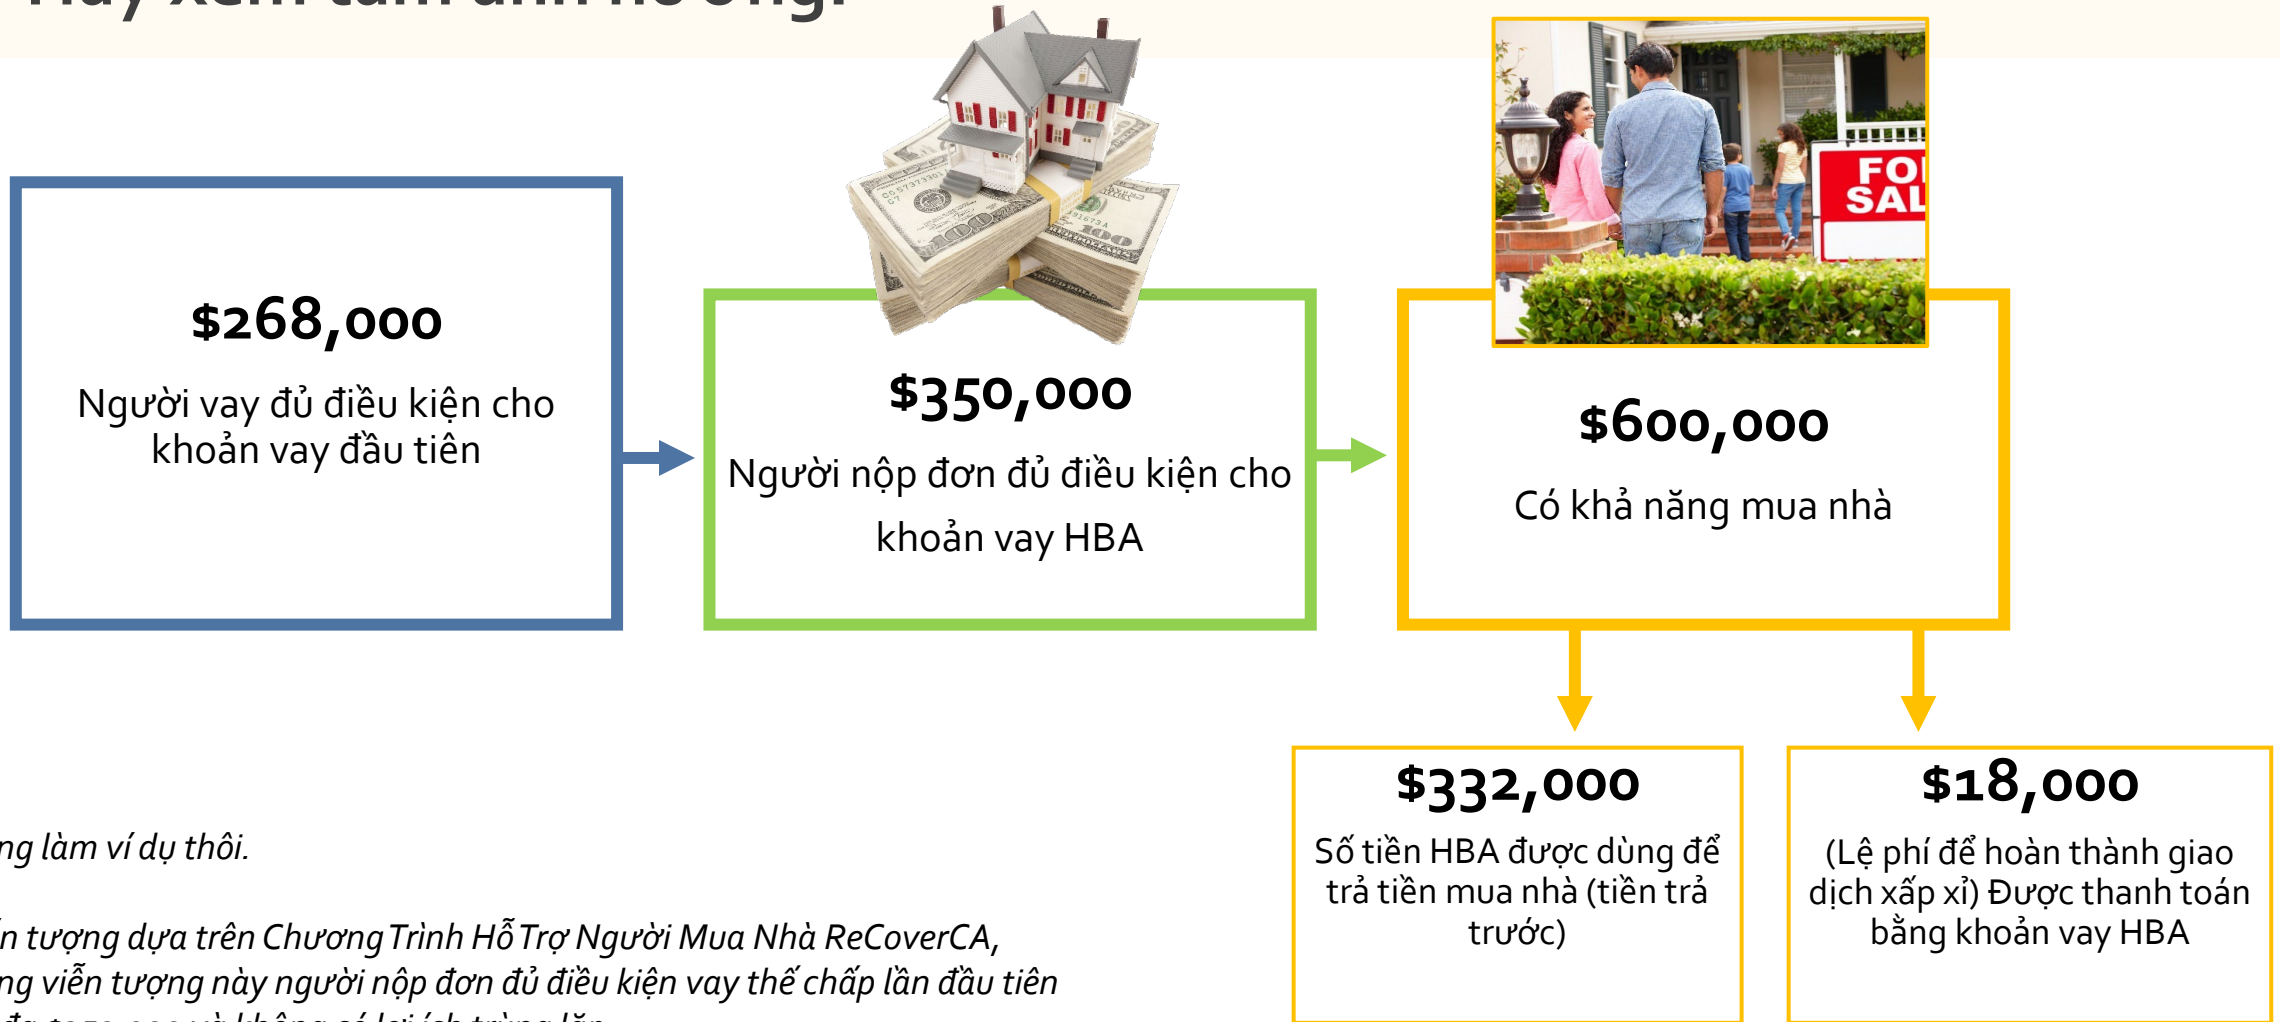 $268,000
Người vay đủ điều kiện cho
khoản vay đầu tiên
$350,000
Người nộp đơn đủ điều kiện cho
khoản vay HBA
FO
SAL
$600,000
Có khả năng mua nhà
$332,000
Số tiền HBA được dùng để
trả tiền mua nhà (tiền trả
trước)
$18,000
(Lệ phí để hoàn thành giao
dịch xấp xỉ) Được thanh toán
bằng khoản vay HBA
ng làm ví dụ thôi.
n tượng dựa trên Chương Trình Hỗ Trợ Người Mua Nhà ReCoverCA,
ng viễn tượng này người nộp đơn đủ điều kiện vay thế chấp lần đầu tiên